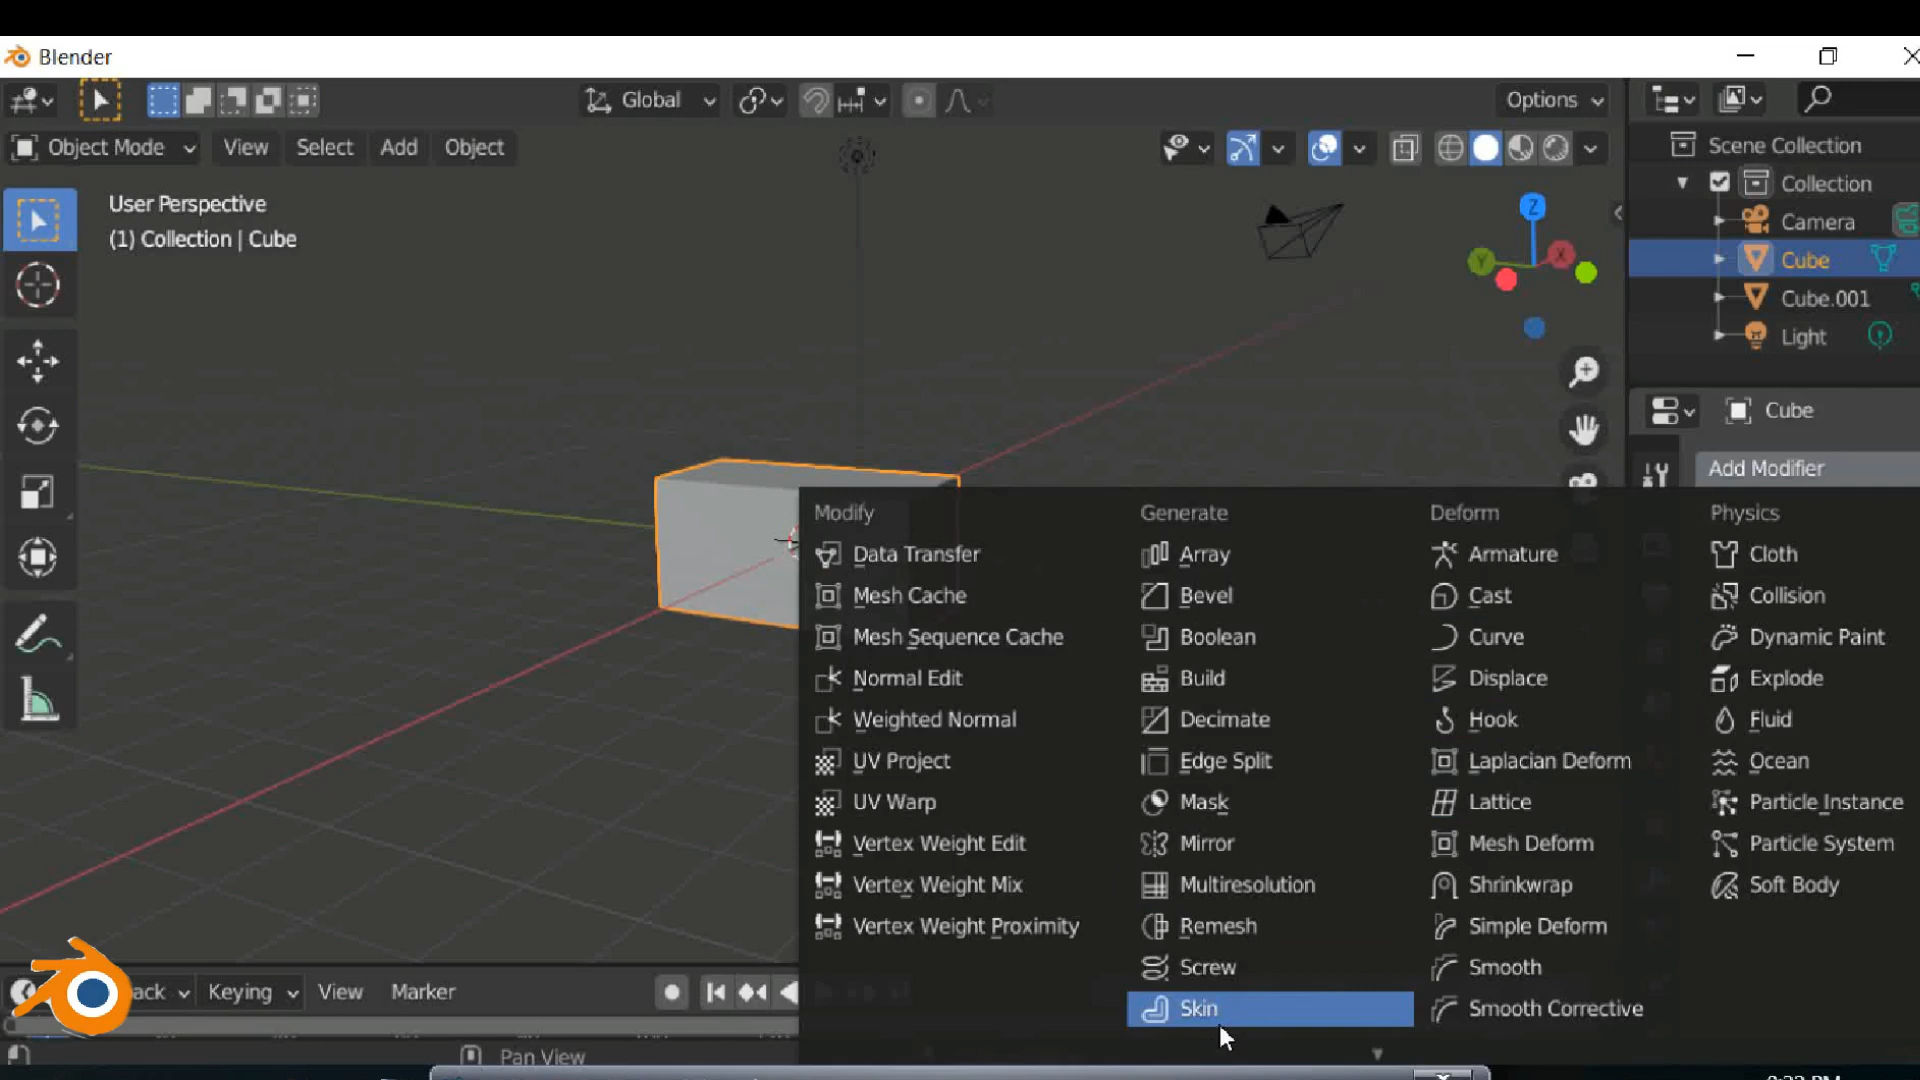 Blender
Global
Options
Object Mode
View
Select
Add
Object
Scene Collection
Collection
Camera
Cube
Cube.001
Light
User Perspective
(1) Collection | Cube
Z
Y
X
Cube
Add Modifier
Modify
Data Transfer
Mesh Cache
Mesh Sequence Cache
Normal Edit
Weighted Normal
UV Project
UV Warp
Vertex Weight Edit
Vertex Weight Mix
Vertex Weight Proximity
Generate
Array
Bevel
Boolean
Build
Decimate
Edge Split
Mask
Mirror
Multiresolution
Remesh
Screw
Skin
Deform
Armature
Cast
Curve
Displace
Hook
Laplacian Deform
Lattice
Mesh Deform
Shrinkwrap
Simple Deform
Smooth
Smooth Corrective
Physics
Cloth
Collision
Dynamic Paint
Explode
Fluid
Ocean
Particle Instance
Particle System
Soft Body
ack
Keying
View
Marker
Pan View